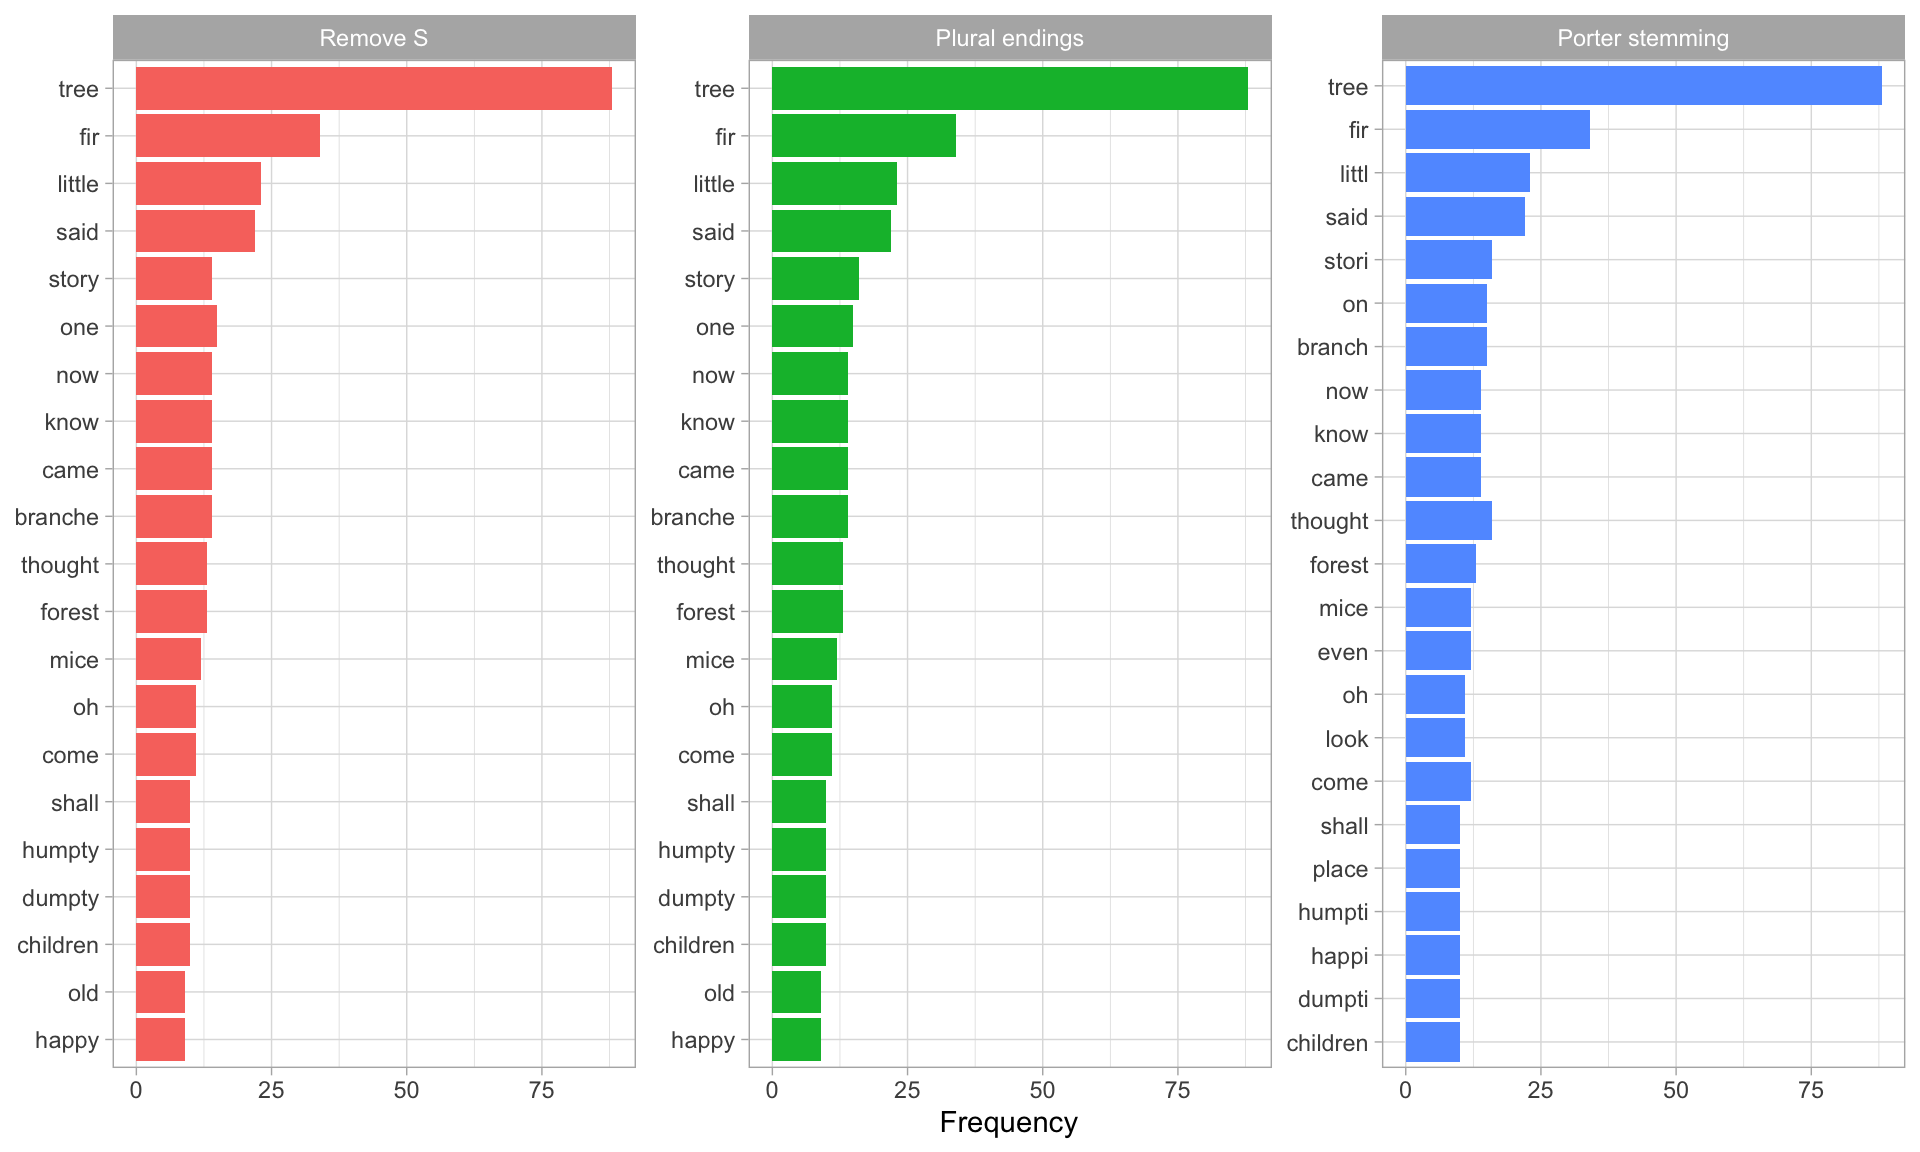 Remove S
tree
fir
little
said
story
one
now
know
came
branche
thought
forest
mice
oh
come
shall
humpty
dumpty
children
old
happy
0 25 50 75
Plural endings
tree
fir
little
said
story
one
now
know
came
branche
thought
forest
mice
oh
come
shall
humpty
dumpty
children
old
happy
0 25 50 75
Porter stemming
tree
fir
littl
said
stori
on
branch
now
know
came
thought
forest
mice
even
oh
look
come
shall
place
humpti
happi
dumpti
children
0 25 50 75
Frequency